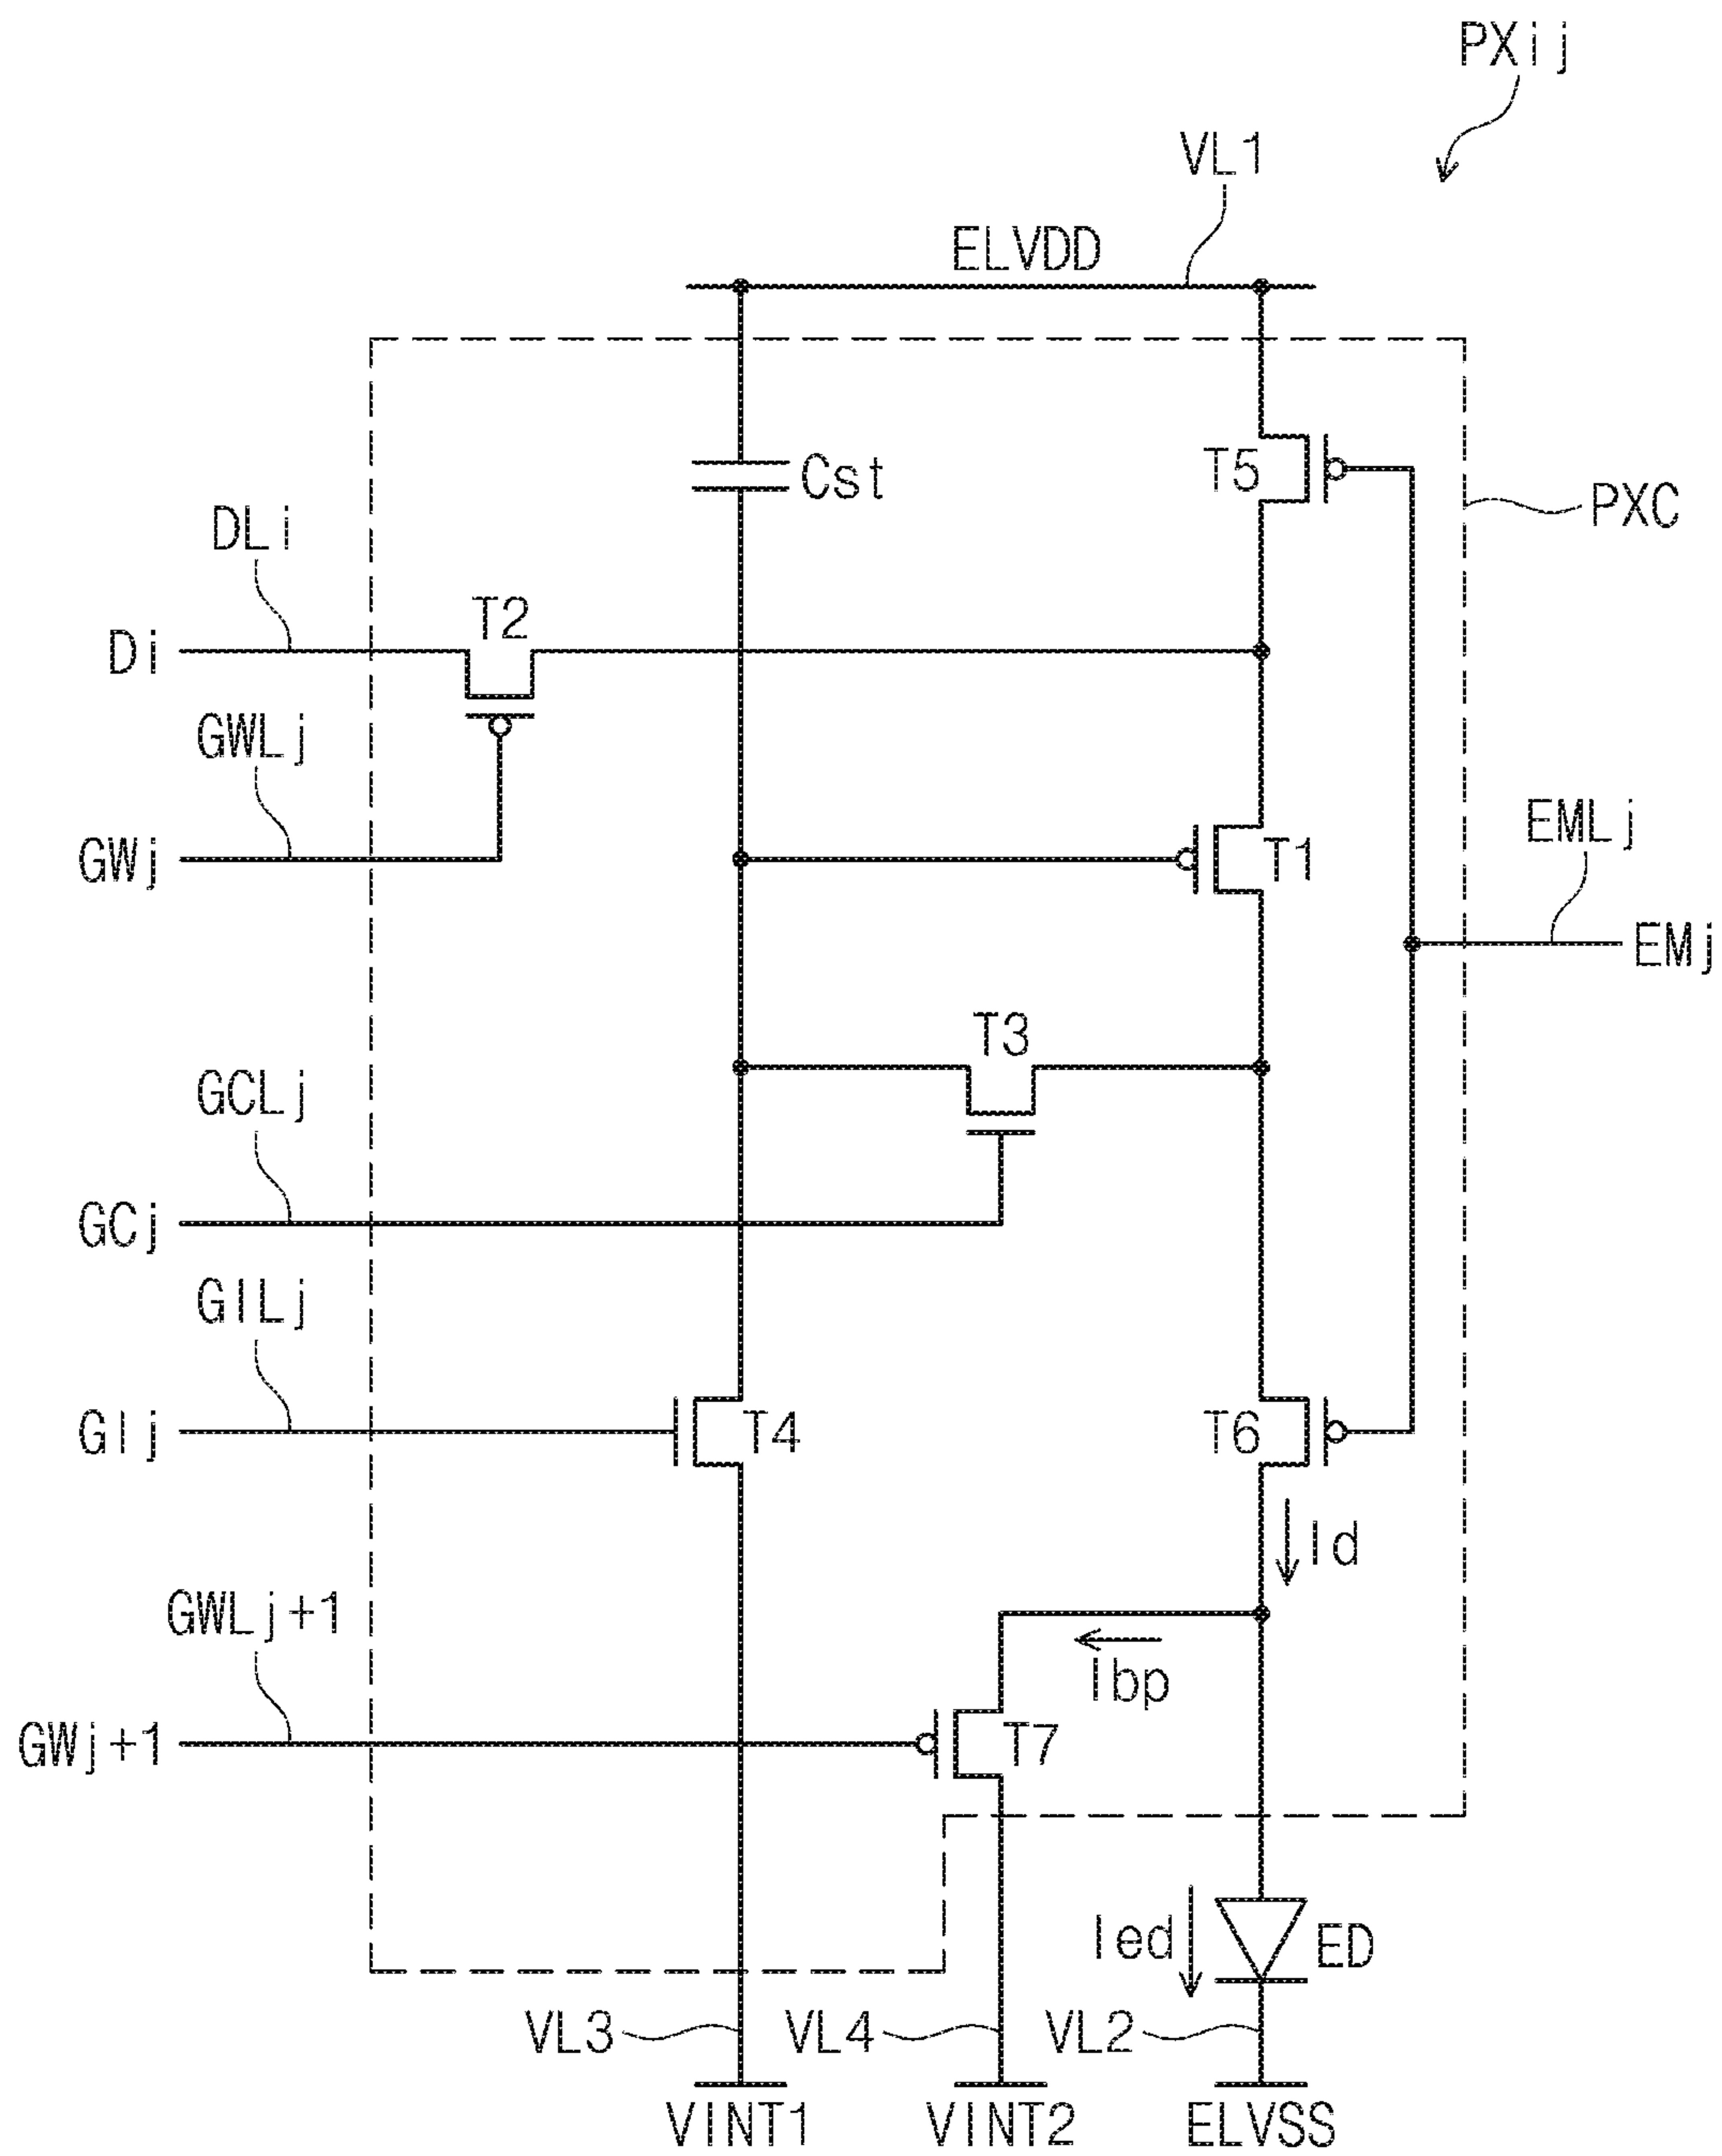 PXij
VL1
ELVDD
T5
Cst
PXC
DLi
T2
Di
GWLj
T1
EMLj
GWj
EMj
T3
GCLj
GCj
GILj
GIj
T4
T6
Id
GWLj+1
Ibp
GWj+1
T7
Ied
ED
VL3
VL4
VL2
VINT1
VINT2
ELVSS